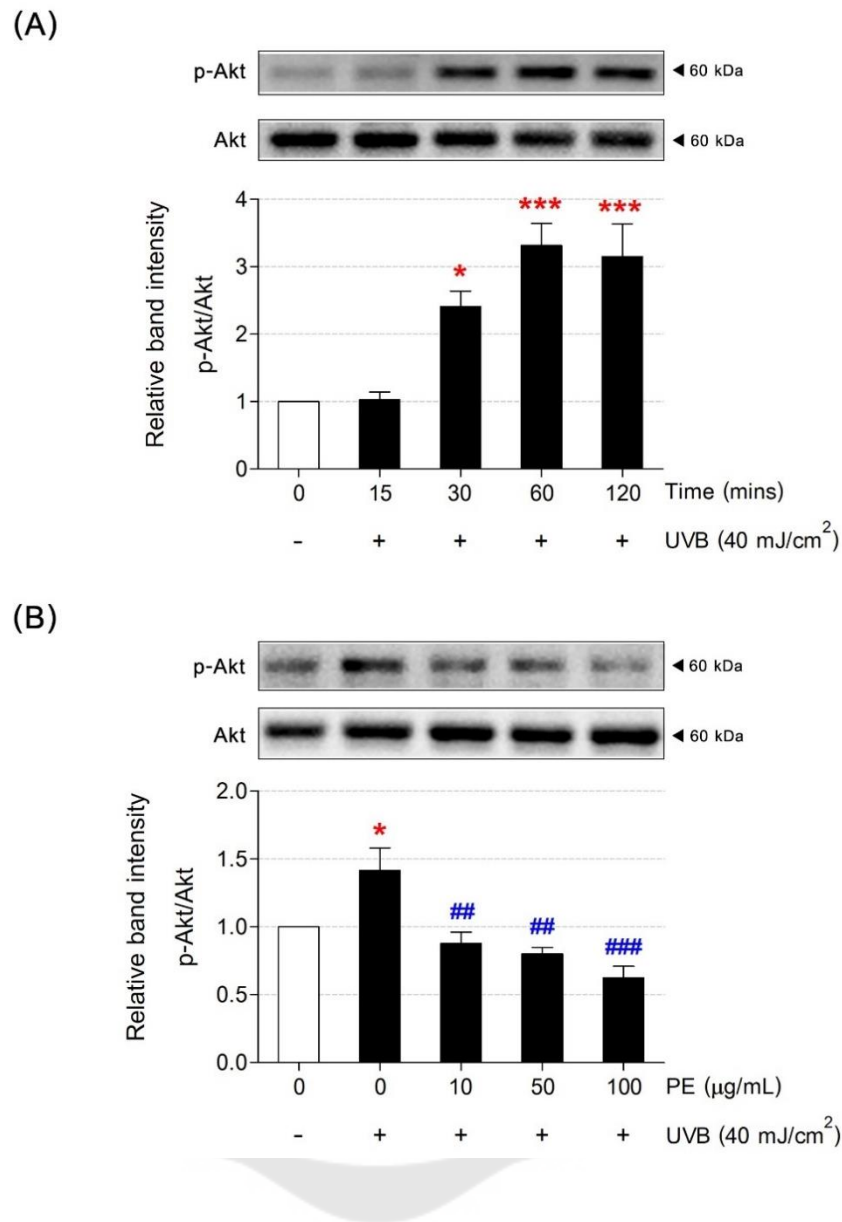 (A)
p-Akt ◄ 60 kDa
Akt ◄ 60 kDa
Relative band intensity
p-Akt/Akt
4
3
2
1
0
*
***
***
0 15 30 60 120 Time (mins)
- + + + + UVB (40 mJ/cm²)
(B)
p-Akt ◄ 60 kDa
Akt ◄ 60 kDa
Relative band intensity
p-Akt/Akt
2.0
1.5
1.0
0.5
0.0
*
##
##
###
0 0 10 50 100 PE (μg/mL)
- + + + + UVB (40 mJ/cm²)